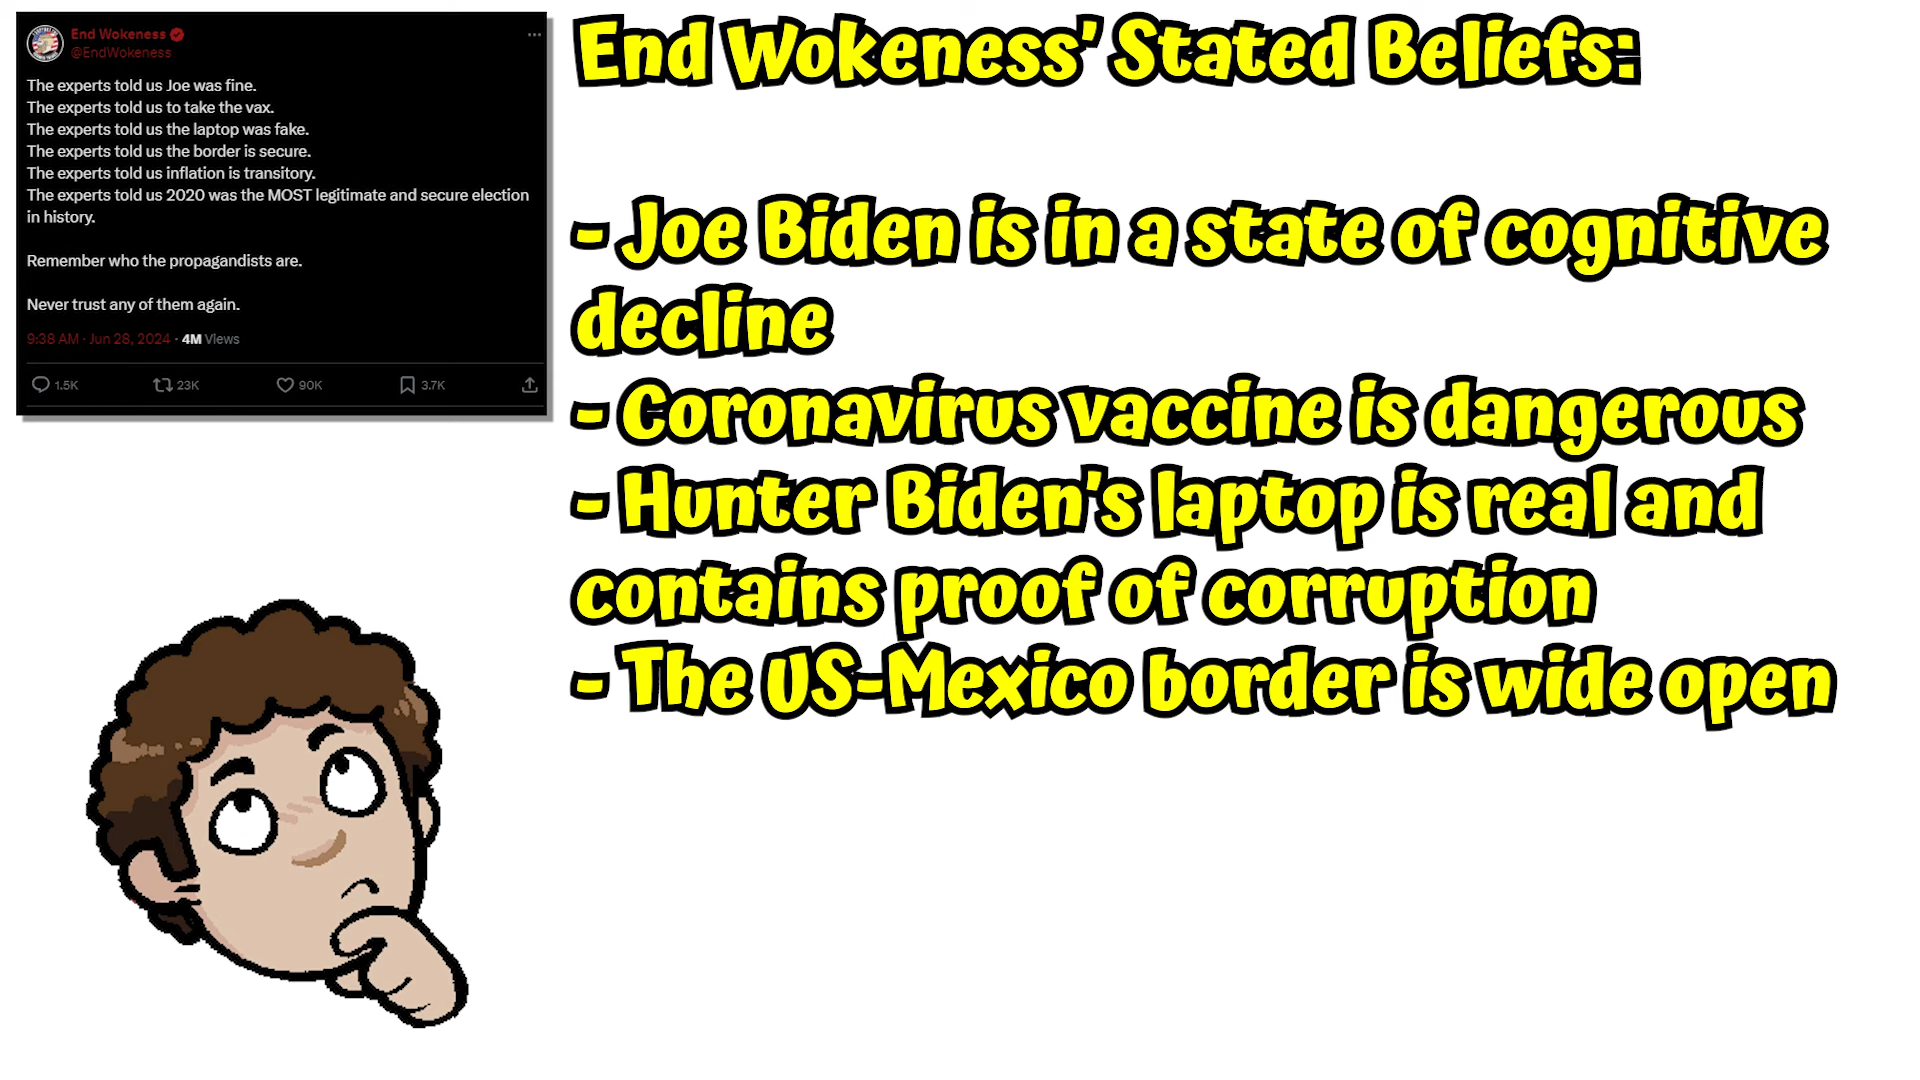 End Wokeness
@EndWokeness
The experts told us Joe was fine.
The experts told us to take the vax.
The experts told us the laptop was fake.
The experts told us the border is secure.
The experts told us inflation is transitory.
The experts told us 2020 was the MOST legitimate and secure election
in history.
Remember who the propagandists are.
Never trust any of them again.
9:38 AM · Jun 28, 2024 · 4M Views
1.5K 23K 90K 3.7K
End Wokeness' Stated Beliefs:
- Joe Biden is in a state of cognitive
decline
- Coronavirus vaccine is dangerous
- Hunter Biden's laptop is real and
contains proof of corruption
- The US-Mexico border is wide open